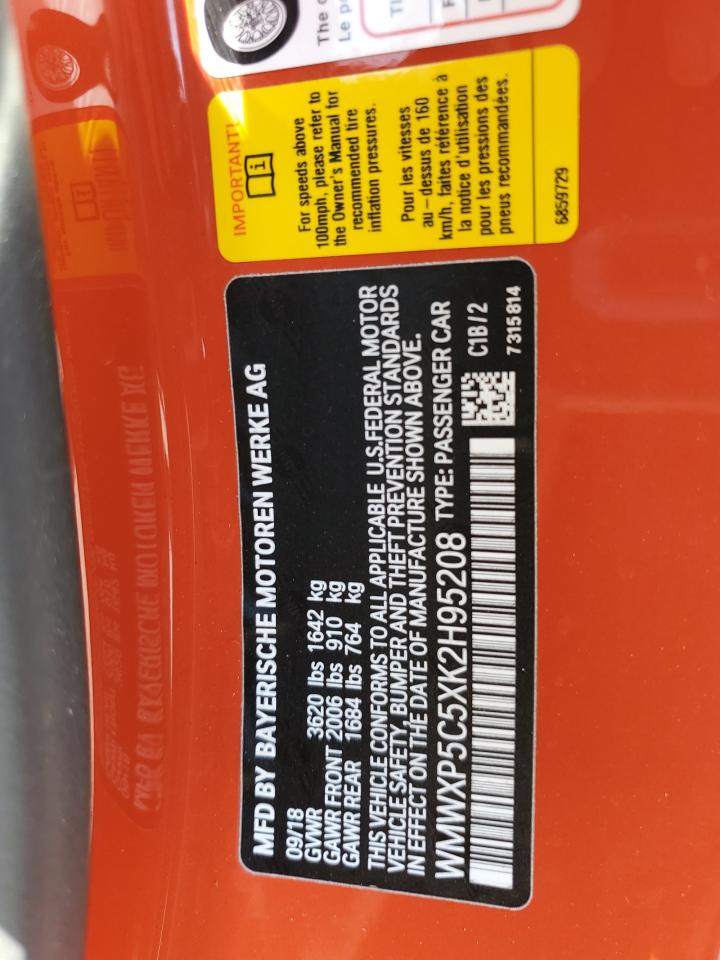 The
Le
IMPORTANT!
For speeds above
100mph, please refer to
the Owner's Manual for
recommended tire
inflation pressures.
Pour les vitesses
au-dessus de 160
km/h, faites référence à
la notice d'utilisation
pour les pressions des
pneus recommandées.
6859729
MFD BY BAYERISCHE MOTOREN WERKE AG
09/18
GVWR 3620 lbs 1642 kg
GAWR FRONT 2006 lbs 910 kg
GAWR REAR 1684 lbs 764 kg
THIS VEHICLE CONFORMS TO ALL APPLICABLE U.S.FEDERAL MOTOR
VEHICLE SAFETY, BUMPER AND THEFT PREVENTION STANDARDS
IN EFFECT ON THE DATE OF MANUFACTURE SHOWN ABOVE.
WMWXP5C5XK2H95208 TYPE: PASSENGER CAR
C1B/2
7315814